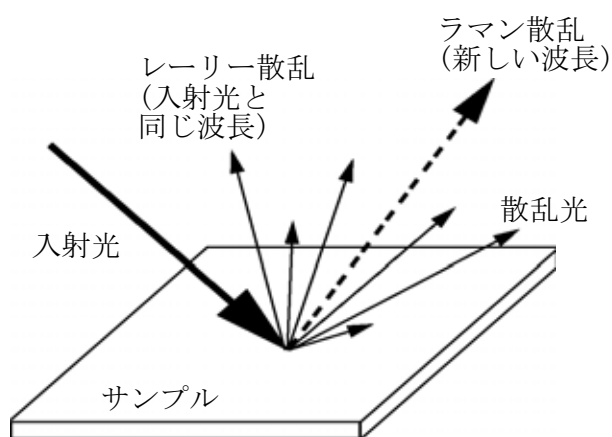 ラマン散乱
(新しい波長)
レーリー散乱
(入射光と
同じ波長)
散乱光
入射光
サンプル